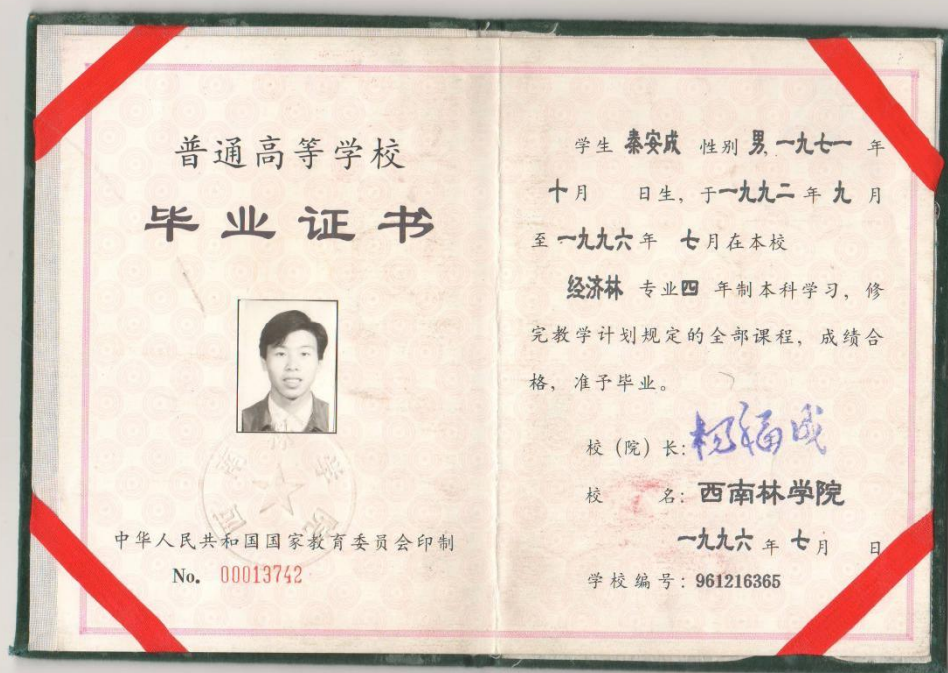 普通高等学校
毕业证书
中华人民共和国国家教育委员会印制
No. 00013742
学生 秦安成 性别 男, 一九七一 年
十月 日生, 于一九九二年 九 月
至一九九六年 七月在本校
经济林 专业四 年制本科学习, 修
完教学计划规定的全部课程, 成绩合
格, 准予毕业。
校 (院) 长: 杨福成
校 名: 西南林学院
一九九六 年 七月 日
学校编号: 961216365